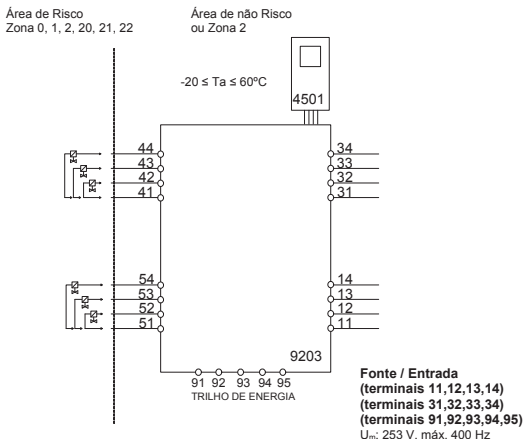 Área de Risco
Zona 0, 1, 2, 20, 21, 22
Área de não Risco
ou Zona 2
-20 ≤ Ta ≤ 60ºC
4501
44
43
42
41
34
33
32
31
54
53
52
51
14
13
12
11
9203
91 92 93 94 95
TRILHO DE ENERGIA
Fonte / Entrada
(terminais 11,12,13,14)
(terminais 31,32,33,34)
(terminais 91,92,93,94,95)
Uₘ: 253 V, máx. 400 Hz